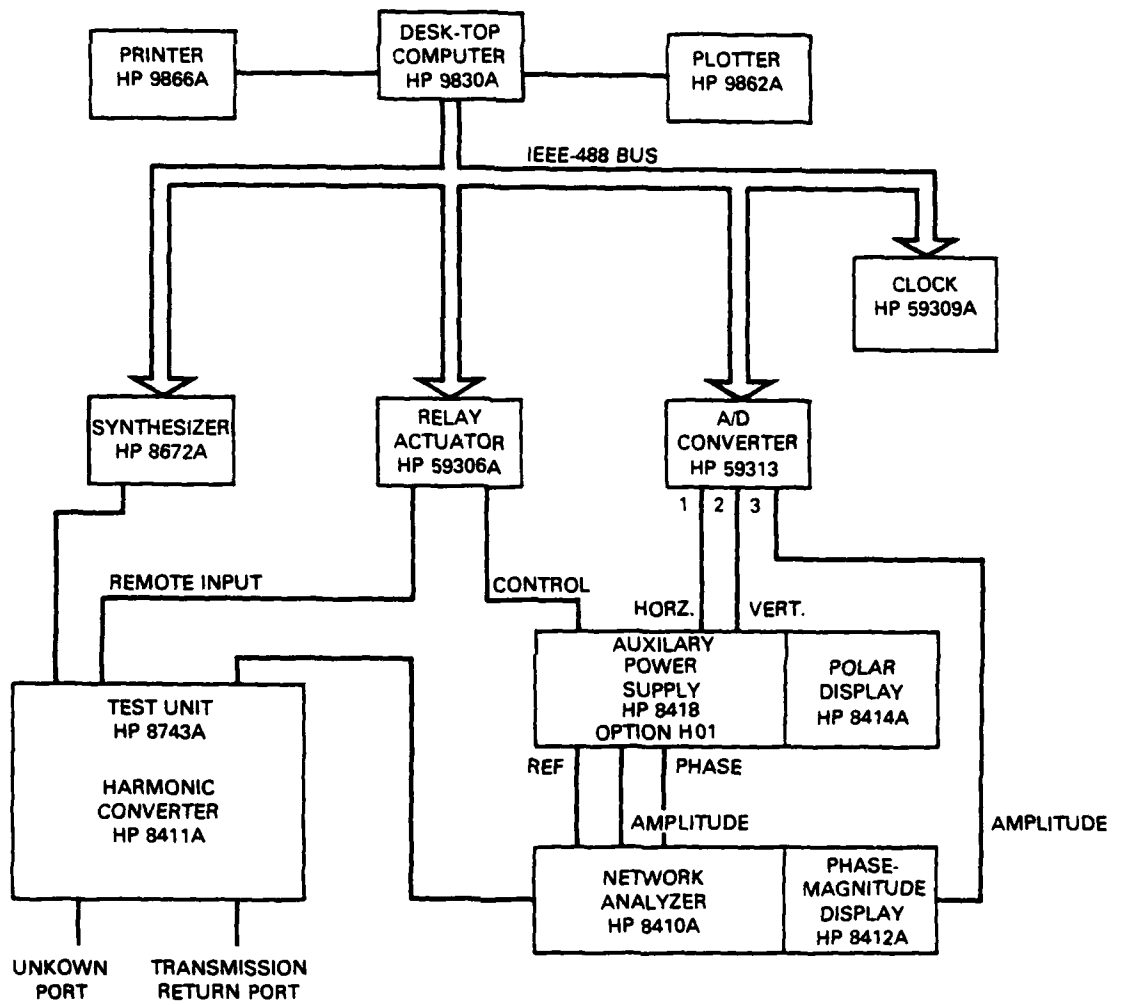 PRINTER
HP 9866A
DESK-TOP
COMPUTER
HP 9830A
PLOTTER
HP 9862A
IEEE-488 BUS
CLOCK
HP 59309A
SYNTHESIZER
HP 8672A
RELAY
ACTUATOR
HP 59306A
A/D
CONVERTER
HP 59313
1 2 3
REMOTE INPUT
CONTROL
HORZ. VERT.
AUXILARY
POWER
SUPPLY
HP 8418
OPTION H01
POLAR
DISPLAY
HP 8414A
TEST UNIT
HP 8743A
HARMONIC
CONVERTER
HP 8411A
REF PHASE
AMPLITUDE
AMPLITUDE
NETWORK
ANALYZER
HP 8410A
PHASE-
MAGNITUDE
DISPLAY
HP 8412A
UNKOWN
PORT
TRANSMISSION
RETURN PORT